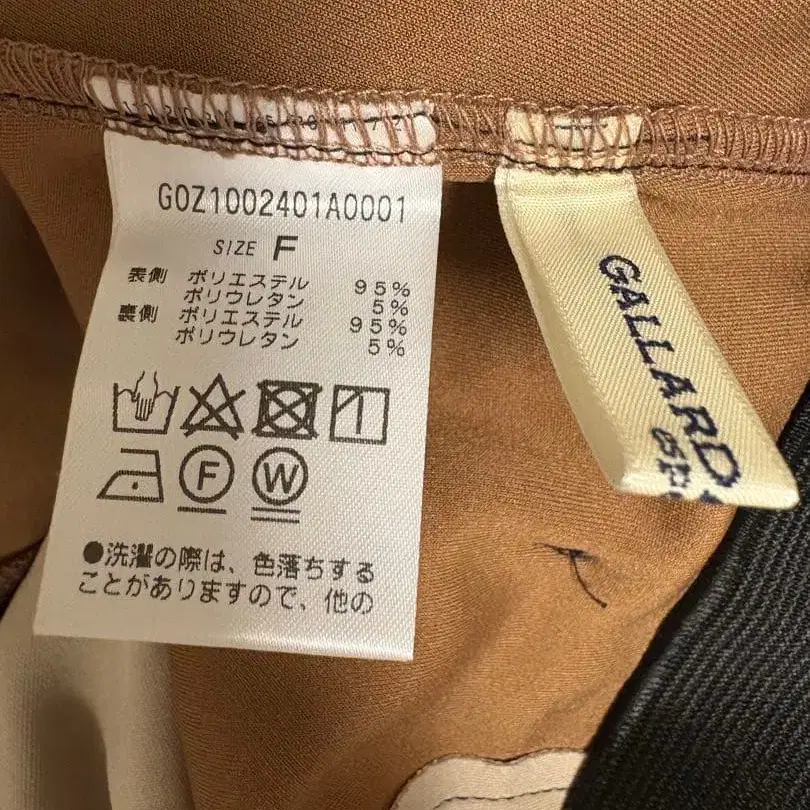 G0Z1002401A0001
SIZE F
表側 ポリエステル 95%
ポリウレタン 5%
裏側 ポリエステル 95%
ポリウレタン 5%
F W
●洗濯の際は、色落ちする
ことがありますので、他の
GALLARD